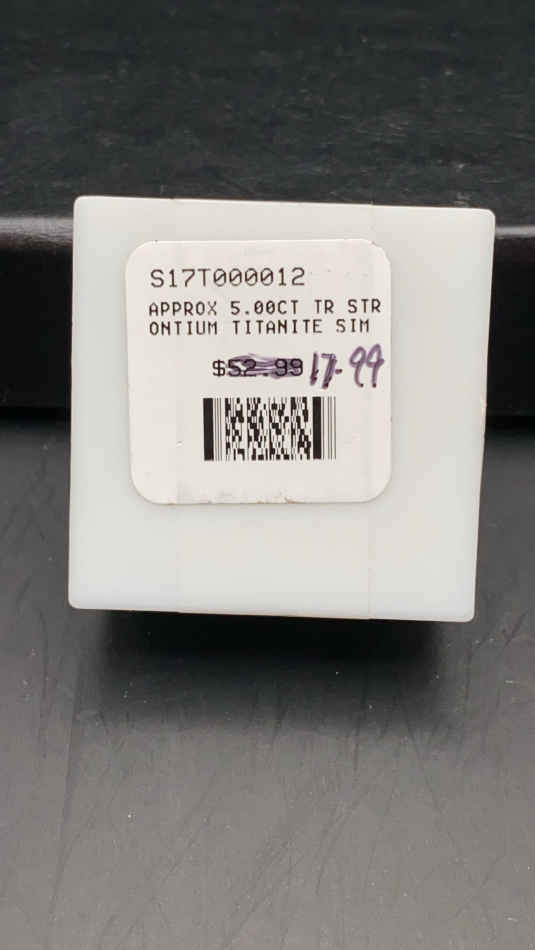 S17T000012
APPROX 5.00CT TR STR
ONTIUM TITANITE SIM
$52.99 17.99